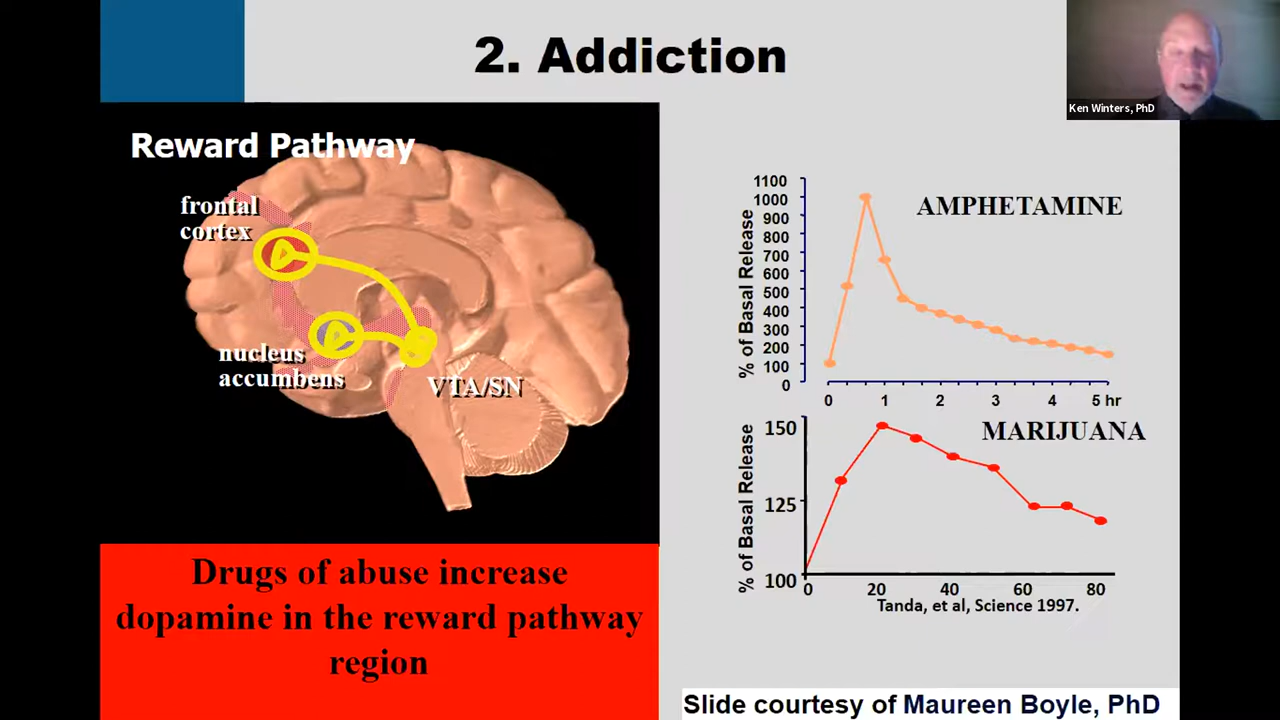 2. Addiction
Ken Winters, PhD
Reward Pathway
frontal
cortex
nucleus
accumbens
VTA/SN
Drugs of abuse increase
dopamine in the reward pathway
region
AMPHETAMINE
% of Basal Release
1100
1000
900
800
700
600
500
400
300
200
100
0
0 1 2 3 4 5 hr
MARIJUANA
% of Basal Release
150
125
100
0 20 40 60 80
Tanda, et al, Science 1997.
Slide courtesy of Maureen Boyle, PhD